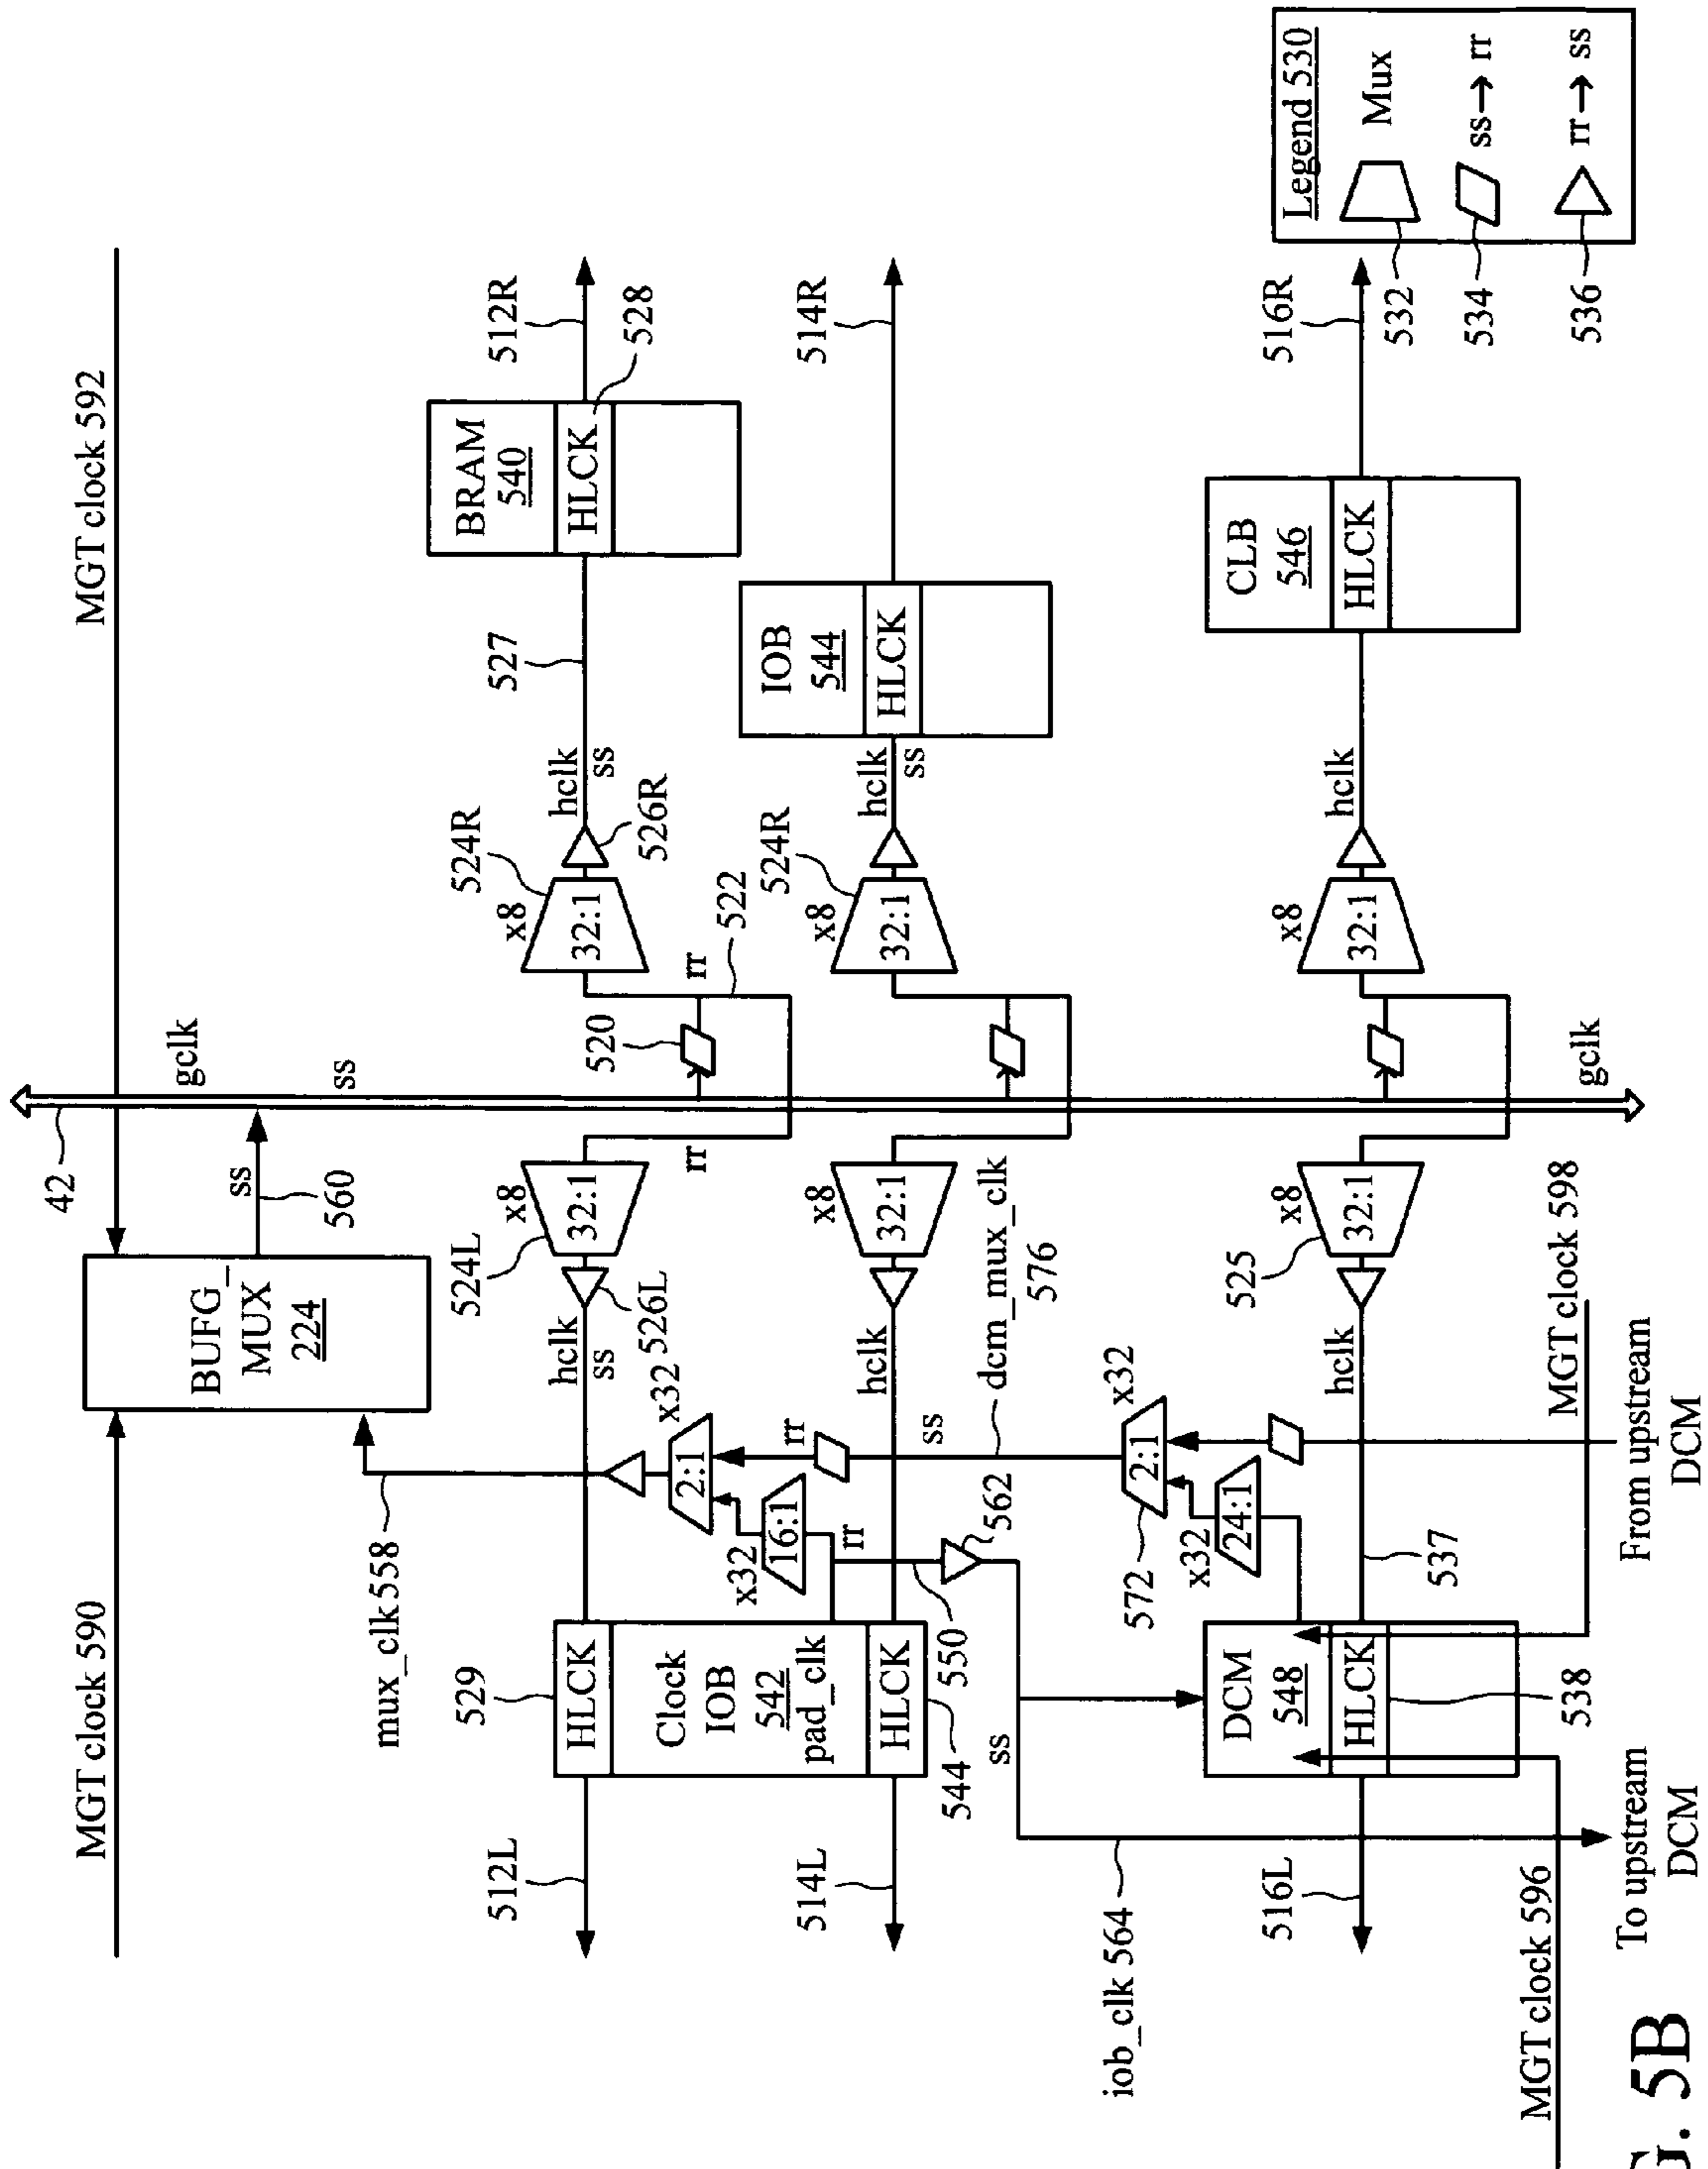 MGT clock 590
MGT clock 592
BUFG_
MUX
224
42
gclk
ss
ss
560
mux_clk558
512L
529
HLCK
hclk
ss
x32
526L
524L
x8
32:1
rr
520
rr
522
524R
x8
32:1
526R
hclk
ss
527
BRAM
540
HLCK
528
512R
Clock
IOB
542
pad_clk
HLCK
544
514L
x32
16:1
2:1
rr
rr
550
562
hclk
ss
dcm_mux_clk
576
x8
32:1
524R
x8
32:1
hclk
ss
IOB
544
HLCK
514R
iob_clk 564
ss
DCM
548
HLCK
538
516L
572
x32
24:1
2:1
x32
537
hclk
525
x8
32:1
x8
32:1
hclk
CLB
546
HLCK
516R
gclk
MGT clock 596
MGT clock 598
To upstream
DCM
From upstream
DCM
Legend 530
Mux
ss→rr
rr→ss
532
534
536
G. 5B